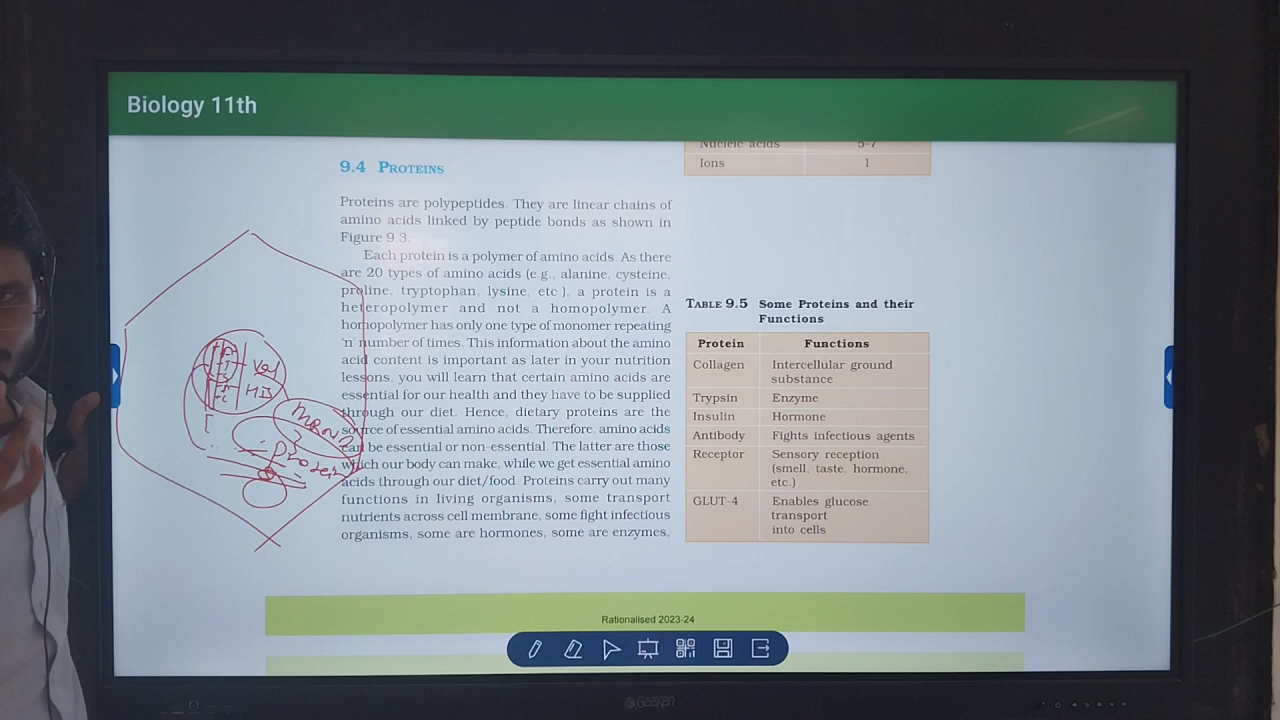 Biology 11th
Nucleic acids 5-7
Ions 1
9.4 PROTEINS
Proteins are polypeptides. They are linear chains of
amino acids linked by peptide bonds as shown in
Figure 9.3.
Each protein is a polymer of amino acids. As there
are 20 types of amino acids (e.g., alanine, cysteine,
proline, tryptophan, lysine, etc.), a protein is a
heteropolymer and not a homopolymer. A
homopolymer has only one type of monomer repeating
'n' number of times. This information about the amino
acid content is important as later in your nutrition
lessons, you will learn that certain amino acids are
essential for our health and they have to be supplied
through our diet. Hence, dietary proteins are the
source of essential amino acids. Therefore, amino acids
can be essential or non-essential. The latter are those
which our body can make, while we get essential amino
acids through our diet/food. Proteins carry out many
functions in living organisms, some transport
nutrients across cell membrane, some fight infectious
organisms, some are hormones, some are enzymes,
TABLE 9.5 Some Proteins and their
Functions
Protein Functions
Collagen Intercellular ground
substance
Trypsin Enzyme
Insulin Hormone
Antibody Fights infectious agents
Receptor Sensory reception
(smell, taste, hormone,
etc.)
GLUT-4 Enables glucose
transport
into cells
Val
His
Rationalised 2023-24